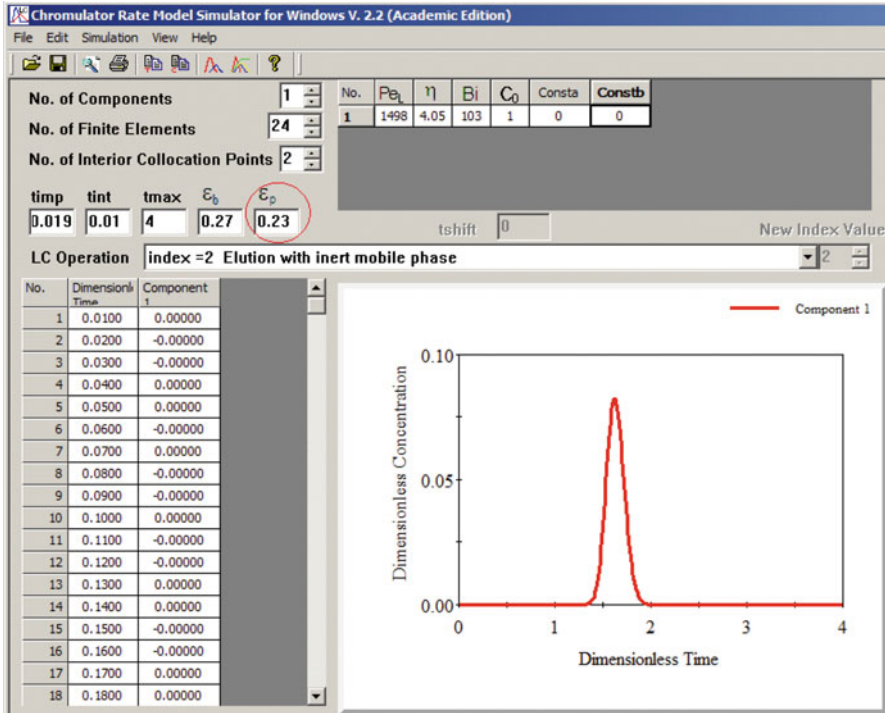 Chromulator Rate Model Simulator for Windows V. 2.2 (Academic Edition)
File Edit Simulation View Help
No. of Components 1
No. of Finite Elements 24
No. of Interior Collocation Points 2
No. PeL η Bi C0 Consta Constb
1 1498 4.05 103 1 0 0
timp tint tmax εb εp
0.019 0.01 4 0.27 0.23
tshift 0 New Index Value
LC Operation index =2 Elution with inert mobile phase 2
No. Dimensionl Component
Time 1
1 0.0100 0.00000
2 0.0200 -0.00000
3 0.0300 -0.00000
4 0.0400 0.00000
5 0.0500 0.00000
6 0.0600 -0.00000
7 0.0700 0.00000
8 0.0800 -0.00000
9 0.0900 -0.00000
10 0.1000 0.00000
11 0.1100 -0.00000
12 0.1200 -0.00000
13 0.1300 0.00000
14 0.1400 0.00000
15 0.1500 -0.00000
16 0.1600 -0.00000
17 0.1700 0.00000
18 0.1800 0.00000
Component 1
Dimensionless Concentration
0.10
0.05
0.00
0 1 2 3 4
Dimensionless Time